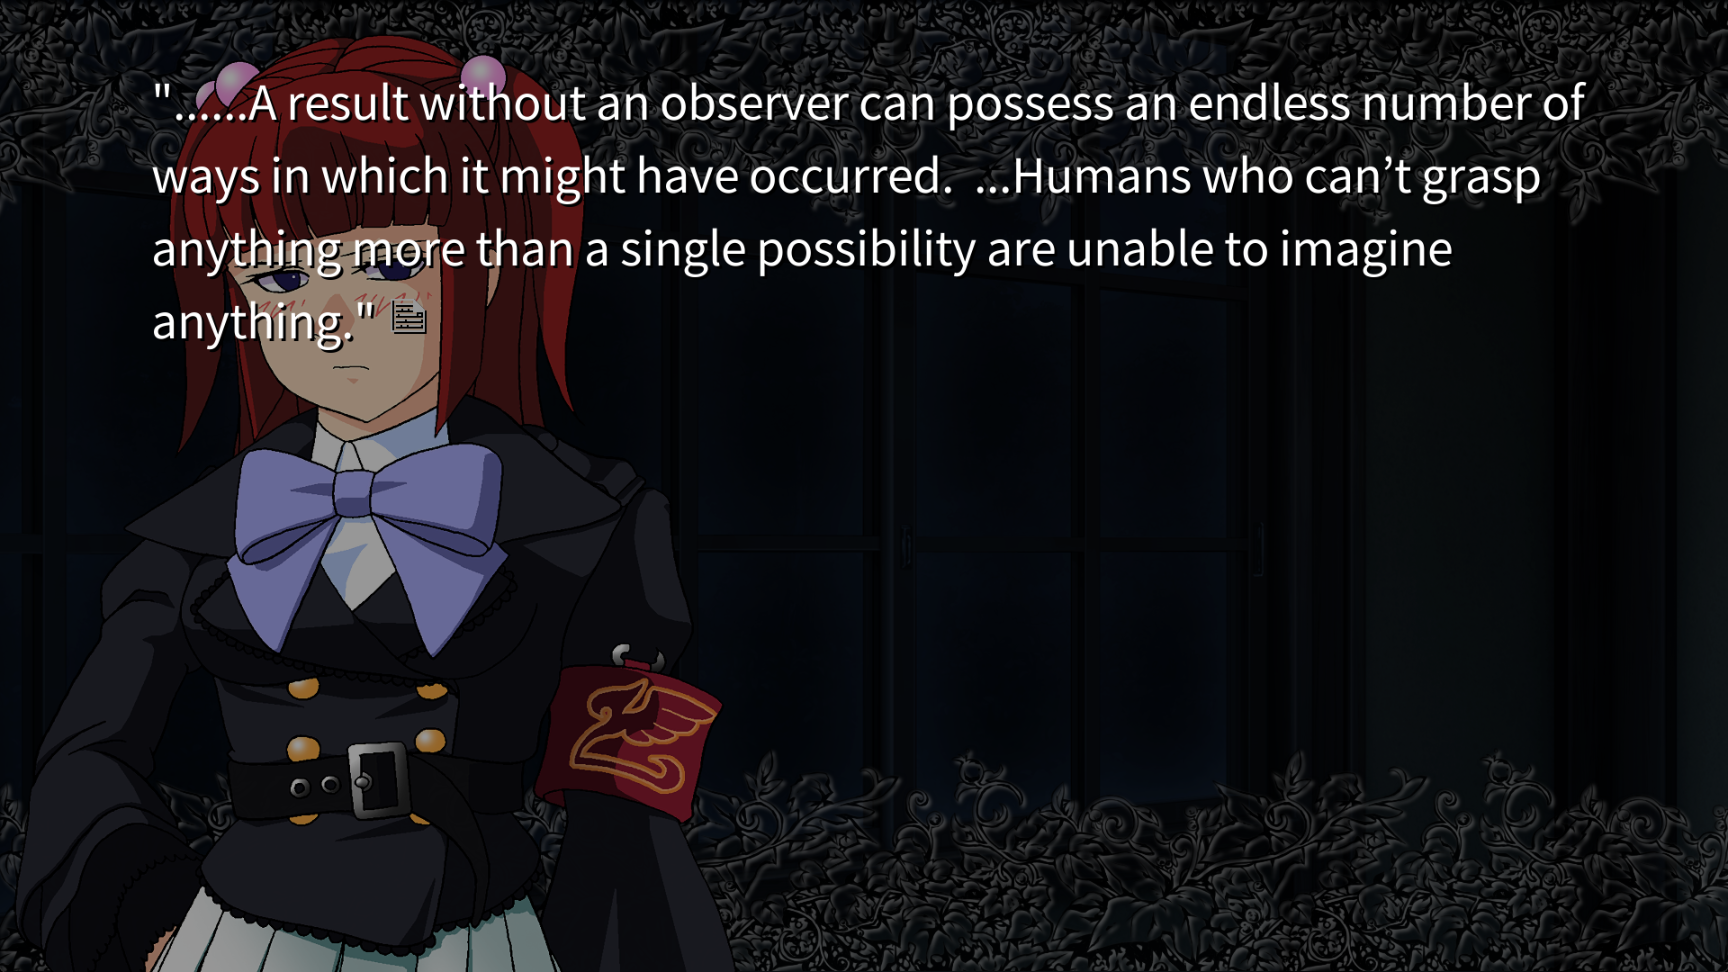 "......A result without an observer can possess an endless number of
ways in which it might have occurred.  ...Humans who can’t grasp
anything more than a single possibility are unable to imagine
anything."